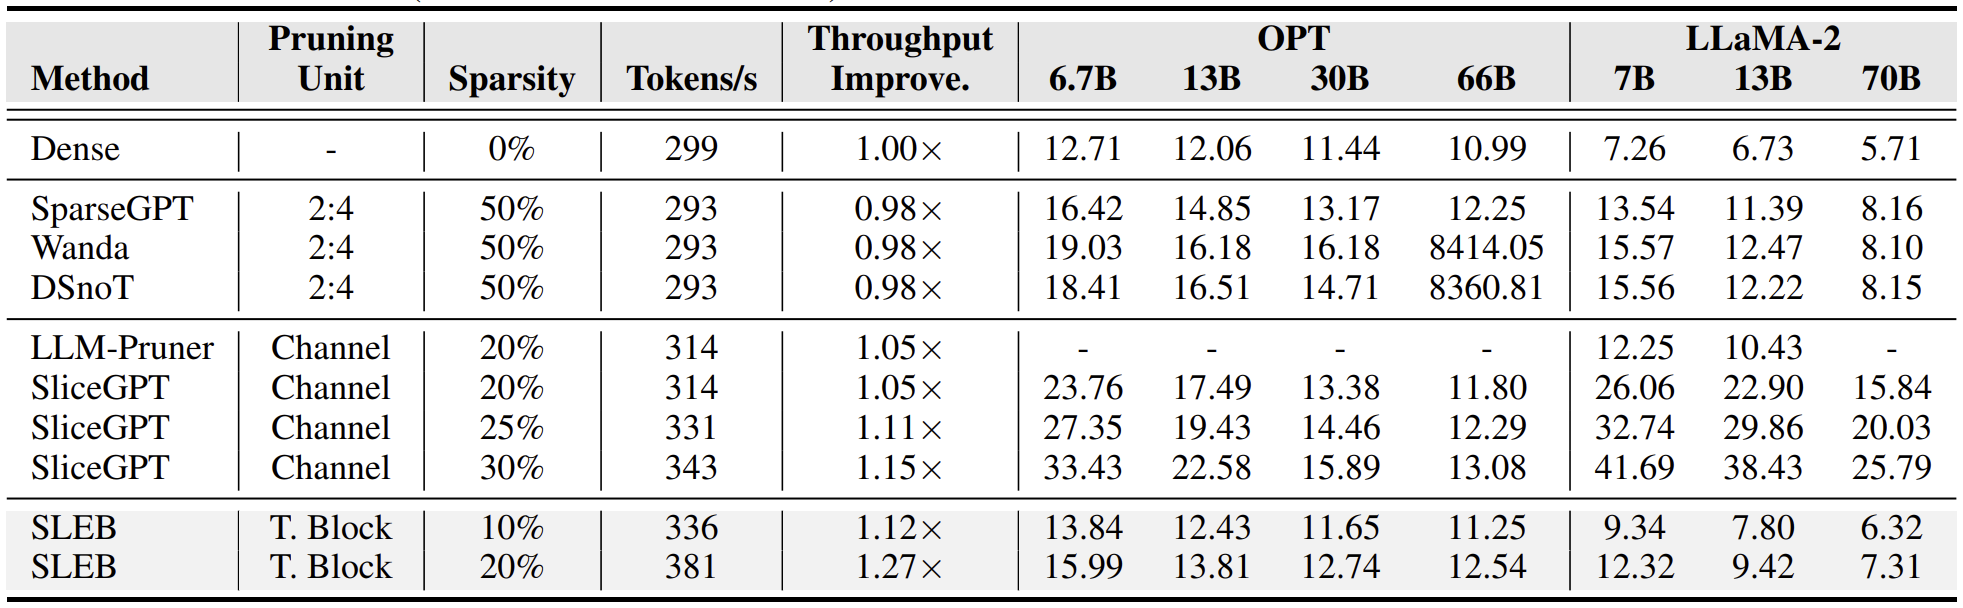 Pruning Throughput OPT LLaMA-2
Method Unit Sparsity Tokens/s Improve. 6.7B 13B 30B 66B 7B 13B 70B
Dense - 0% 299 1.00× 12.71 12.06 11.44 10.99 7.26 6.73 5.71
SparseGPT 2:4 50% 293 0.98× 16.42 14.85 13.17 12.25 13.54 11.39 8.16
Wanda 2:4 50% 293 0.98× 19.03 16.18 16.18 8414.05 15.57 12.47 8.10
DSnoT 2:4 50% 293 0.98× 18.41 16.51 14.71 8360.81 15.56 12.22 8.15
LLM-Pruner Channel 20% 314 1.05× - - - - 12.25 10.43 -
SliceGPT Channel 20% 314 1.05× 23.76 17.49 13.38 11.80 26.06 22.90 15.84
SliceGPT Channel 25% 331 1.11× 27.35 19.43 14.46 12.29 32.74 29.86 20.03
SliceGPT Channel 30% 343 1.15× 33.43 22.58 15.89 13.08 41.69 38.43 25.79
SLEB T. Block 10% 336 1.12× 13.84 12.43 11.65 11.25 9.34 7.80 6.32
SLEB T. Block 20% 381 1.27× 15.99 13.81 12.74 12.54 12.32 9.42 7.31